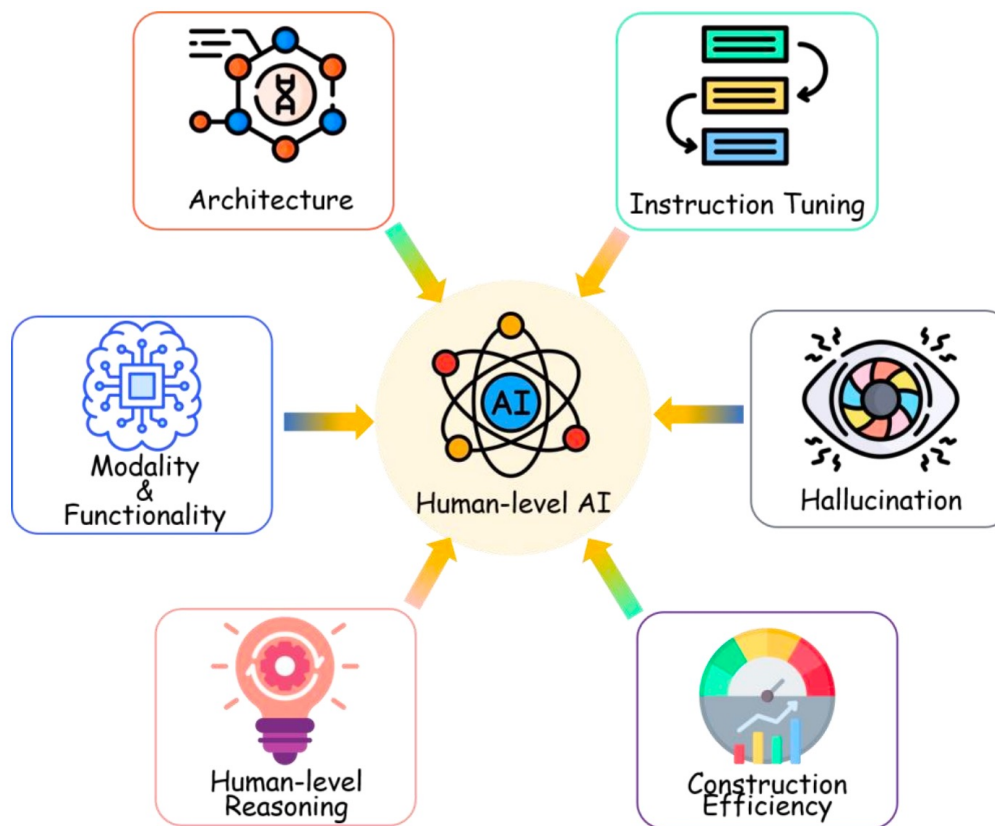 Architecture
Instruction Tuning
Modality
&
Functionality
AI
Human-level AI
Hallucination
Human-level
Reasoning
Construction
Efficiency